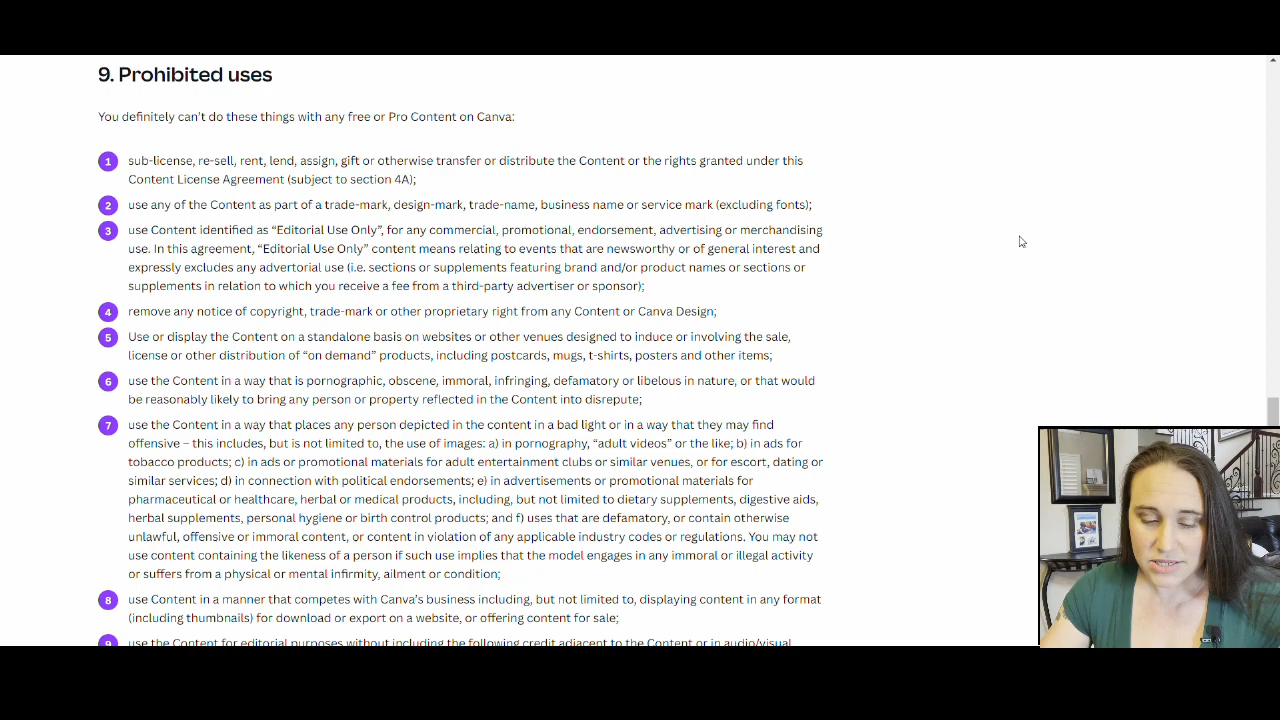 9. Prohibited uses
You definitely can't do these things with any free or Pro Content on Canva:
1 sub-license, re-sell, rent, lend, assign, gift or otherwise transfer or distribute the Content or the rights granted under this
Content License Agreement (subject to section 4A);
2 use any of the Content as part of a trade-mark, design-mark, trade-name, business name or service mark (excluding fonts);
3 use Content identified as “Editorial Use Only”, for any commercial, promotional, endorsement, advertising or merchandising
use. In this agreement, “Editorial Use Only” content means relating to events that are newsworthy or of general interest and
expressly excludes any advertorial use (i.e. sections or supplements featuring brand and/or product names or sections or
supplements in relation to which you receive a fee from a third-party advertiser or sponsor);
4 remove any notice of copyright, trade-mark or other proprietary right from any Content or Canva Design;
5 Use or display the Content on a standalone basis on websites or other venues designed to induce or involving the sale,
license or other distribution of “on demand” products, including postcards, mugs, t-shirts, posters and other items;
6 use the Content in a way that is pornographic, obscene, immoral, infringing, defamatory or libelous in nature, or that would
be reasonably likely to bring any person or property reflected in the Content into disrepute;
7 use the Content in a way that places any person depicted in the content in a bad light or in a way that they may find
offensive – this includes, but is not limited to, the use of images: a) in pornography, “adult videos” or the like; b) in ads for
tobacco products; c) in ads or promotional materials for adult entertainment clubs or similar venues, or for escort, dating or
similar services; d) in connection with political endorsements; e) in advertisements or promotional materials for
pharmaceutical or healthcare, herbal or medical products, including, but not limited to dietary supplements, digestive aids,
herbal supplements, personal hygiene or birth control products; and f) uses that are defamatory, or contain otherwise
unlawful, offensive or immoral content, or content in violation of any applicable industry codes or regulations. You may not
use content containing the likeness of a person if such use implies that the model engages in any immoral or illegal activity
or suffers from a physical or mental infirmity, ailment or condition;
8 use Content in a manner that competes with Canva's business including, but not limited to, displaying content in any format
(including thumbnails) for download or export on a website, or offering content for sale;
9 use the Content for editorial purposes without including the following credit adjacent to the Content or in audio/visual